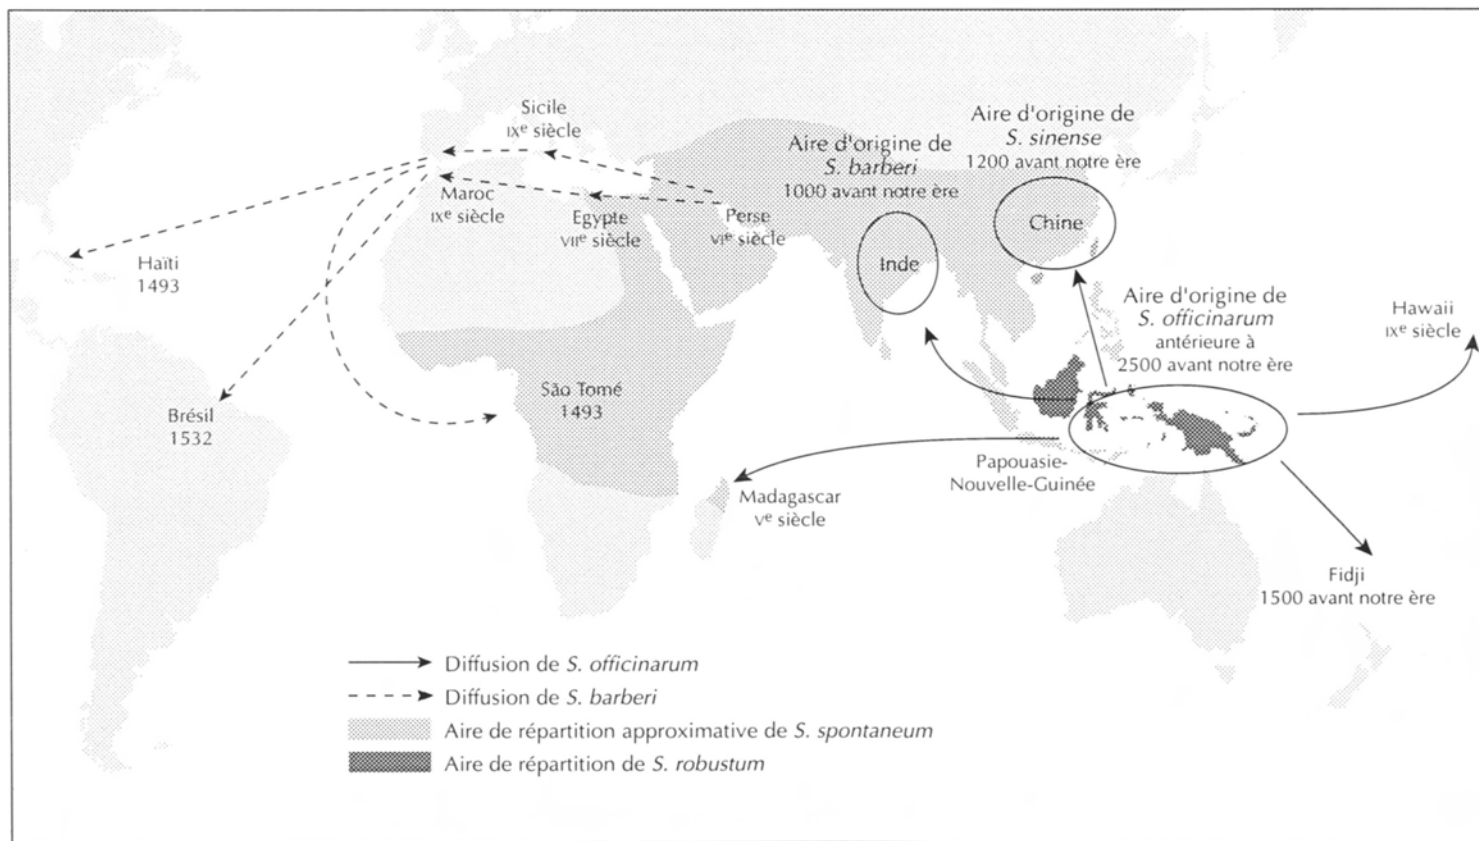 Sicile
IXe siècle
Aire d'origine de
S. barberi
1000 avant notre ère
Aire d'origine de
S. sinense
1200 avant notre ère
Maroc
IXe siècle
Egypte
VIIe siècle
Perse
VIe siècle
Inde
Chine
Haïti
1493
Aire d'origine de
S. officinarum
antérieure à
2500 avant notre ère
Hawaii
IXe siècle
Brésil
1532
São Tomé
1493
Papouasie-
Nouvelle-Guinée
Madagascar
Ve siècle
Fidji
1500 avant notre ère
Diffusion de S. officinarum
Diffusion de S. barberi
Aire de répartition approximative de S. spontaneum
Aire de répartition de S. robustum